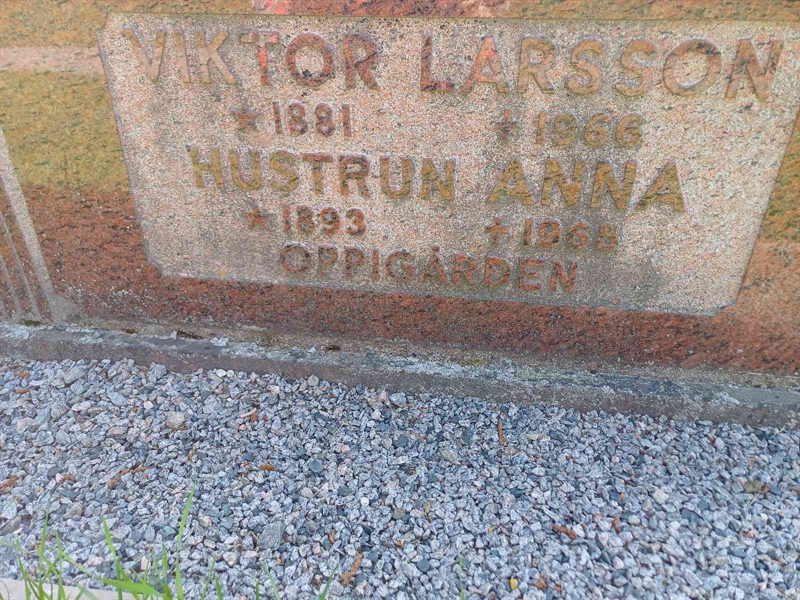 VIKTOR LARSSON
* 1881 + 1966
HUSTRUN ANNA
* 1893 + 1968
OPPIGÅRDEN